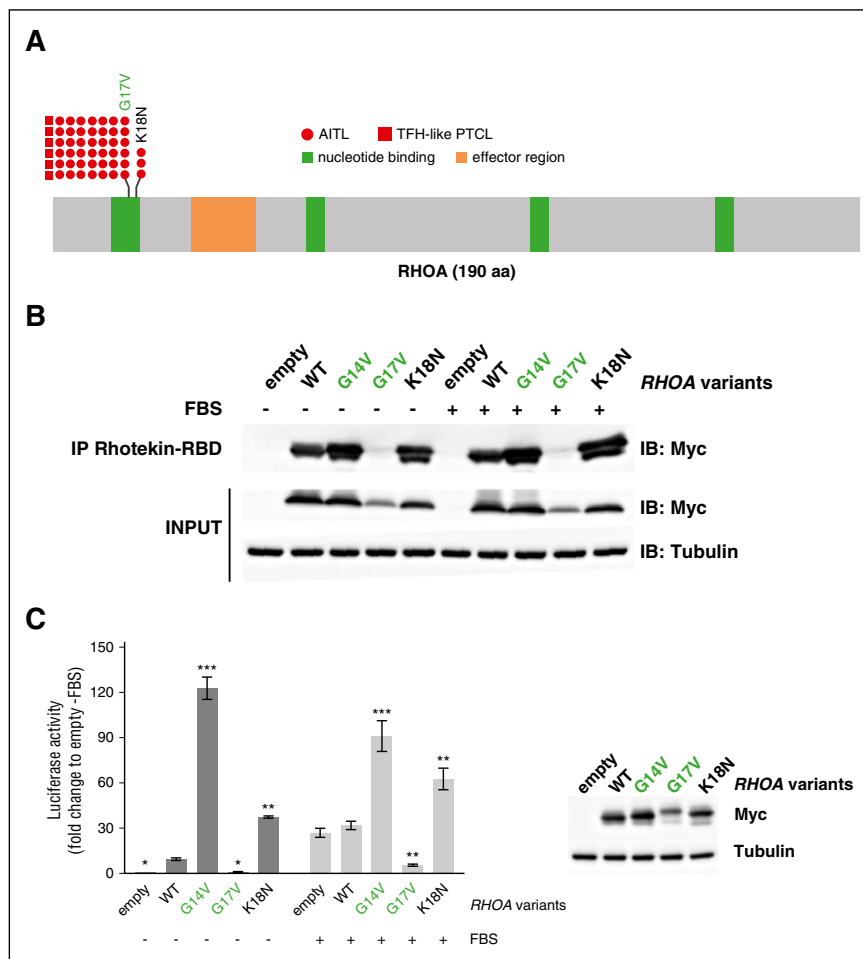 A
G17V
K18N
AITL TFH-like PTCL
nucleotide binding effector region
RHOA (190 aa)
B
empty WT G14V G17V K18N empty WT G14V G17V K18N RHOA variants
FBS - - - - - + + + + +
IP Rhotekin-RBD IB: Myc
INPUT IB: Myc
IB: Tubulin
C
Luciferase activity
(fold change to empty -FBS)
150
120
90
60
30
0
* *** * ** *** ** **
empty WT G14V G17V K18N empty WT G14V G17V K18N RHOA variants
- - - - - + + + + + FBS
empty WT G14V G17V K18N RHOA variants
Myc
Tubulin